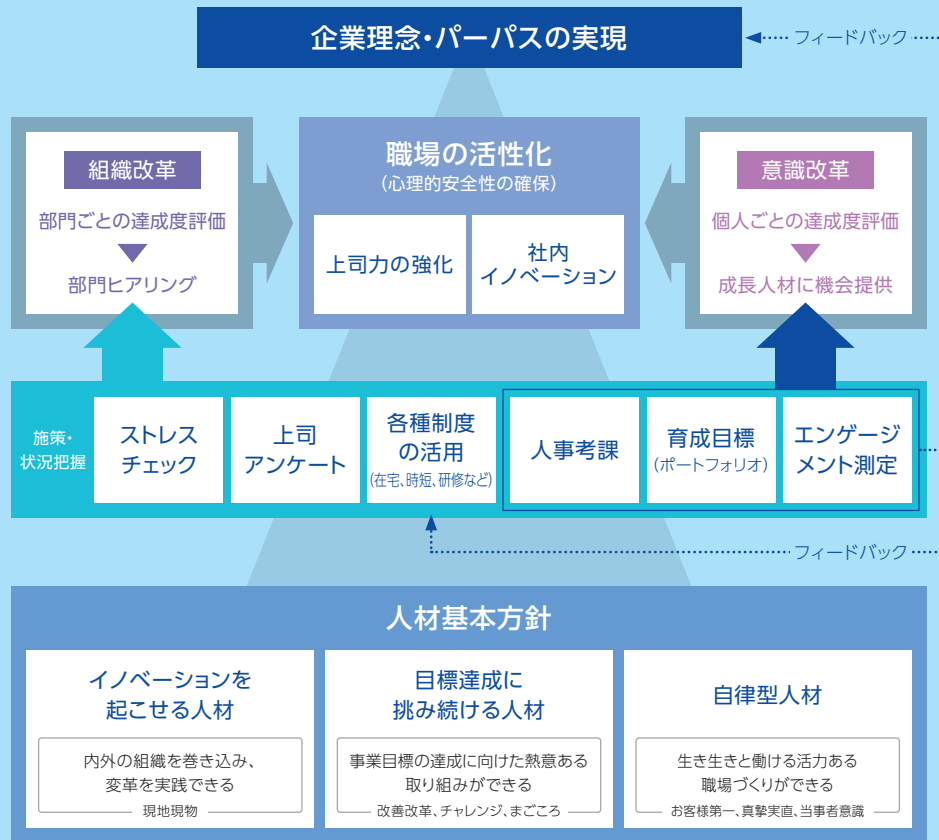 企業理念・パーパスの実現
フィードバック
組織改革
部門ごとの達成度評価
部門ヒアリング
職場の活性化
(心理的安全性の確保)
上司力の強化
社内
イノベーション
意識改革
個人ごとの達成度評価
成長人材に機会提供
施策・
状況把握
ストレス
チェック
上司
アンケート
各種制度
の活用
(在宅、時短、研修など)
人事考課
育成目標
(ポートフォリオ)
エンゲージ
メント測定
フィードバック
人材基本方針
イノベーションを
起こせる人材
内外の組織を巻き込み、
変革を実践できる
現地現物
目標達成に
挑み続ける人材
事業目標の達成に向けた熱意ある
取り組みができる
改善改革、チャレンジ、まごころ
自律型人材
生き生きと働ける活力ある
職場づくりができる
お客様第一、真摯実直、当事者意識